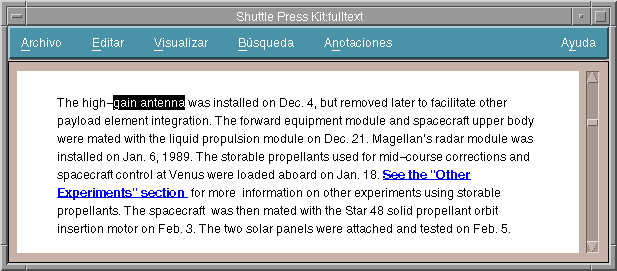 Shuttle Press Kit:fulltext
Archivo Editar Visualizar Búsqueda Anotaciones Ayuda
The high–gain antenna was installed on Dec. 4, but removed later to facilitate other
payload element integration. The forward equipment module and spacecraft upper body
were mated with the liquid propulsion module on Dec. 21. Magellan's radar module was
installed on Jan. 6, 1989. The storable propellants used for mid–course corrections and
spacecraft control at Venus were loaded aboard on Jan. 18. See the "Other
Experiments" section for more information on other experiments using storable
propellants. The spacecraft was then mated with the Star 48 solid propellant orbit
insertion motor on Feb. 3. The two solar panels were attached and tested on Feb. 5.